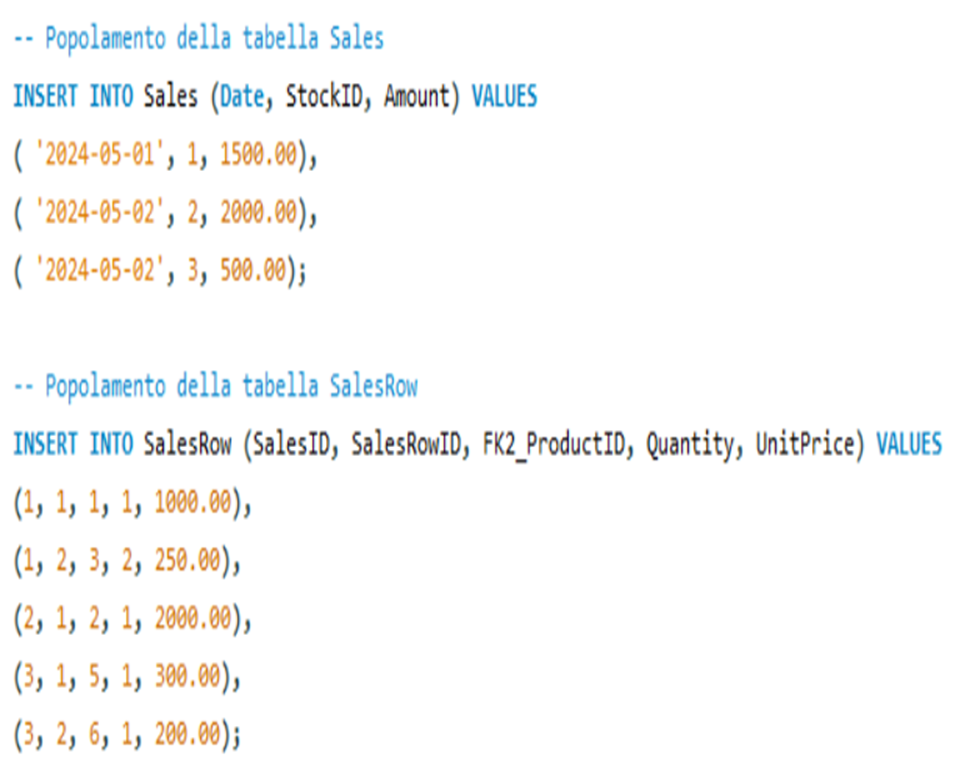 -- Popolamento della tabella Sales
INSERT INTO Sales (Date, StockID, Amount) VALUES
( '2024-05-01', 1, 1500.00),
( '2024-05-02', 2, 2000.00),
( '2024-05-02', 3, 500.00);
-- Popolamento della tabella SalesRow
INSERT INTO SalesRow (SalesID, SalesRowID, FK2_ProductID, Quantity, UnitPrice) VALUES
(1, 1, 1, 1, 1000.00),
(1, 2, 3, 2, 250.00),
(2, 1, 2, 1, 2000.00),
(3, 1, 5, 1, 300.00),
(3, 2, 6, 1, 200.00);